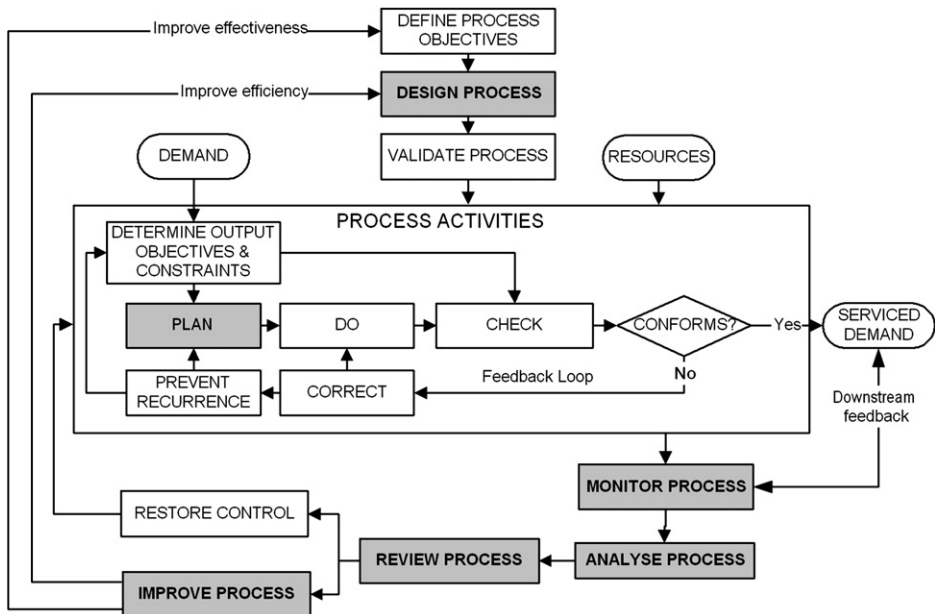 Improve effectiveness
DEFINE PROCESS
OBJECTIVES
Improve efficiency
DESIGN PROCESS
DEMAND
VALIDATE PROCESS
RESOURCES
PROCESS ACTIVITIES
DETERMINE OUTPUT
OBJECTIVES &
CONSTRAINTS
PLAN
DO
CHECK
CONFORMS?
Yes
SERVICED
DEMAND
PREVENT
RECURRENCE
CORRECT
Feedback Loop
No
Downstream
feedback
MONITOR PROCESS
RESTORE CONTROL
REVIEW PROCESS
ANALYSE PROCESS
IMPROVE PROCESS